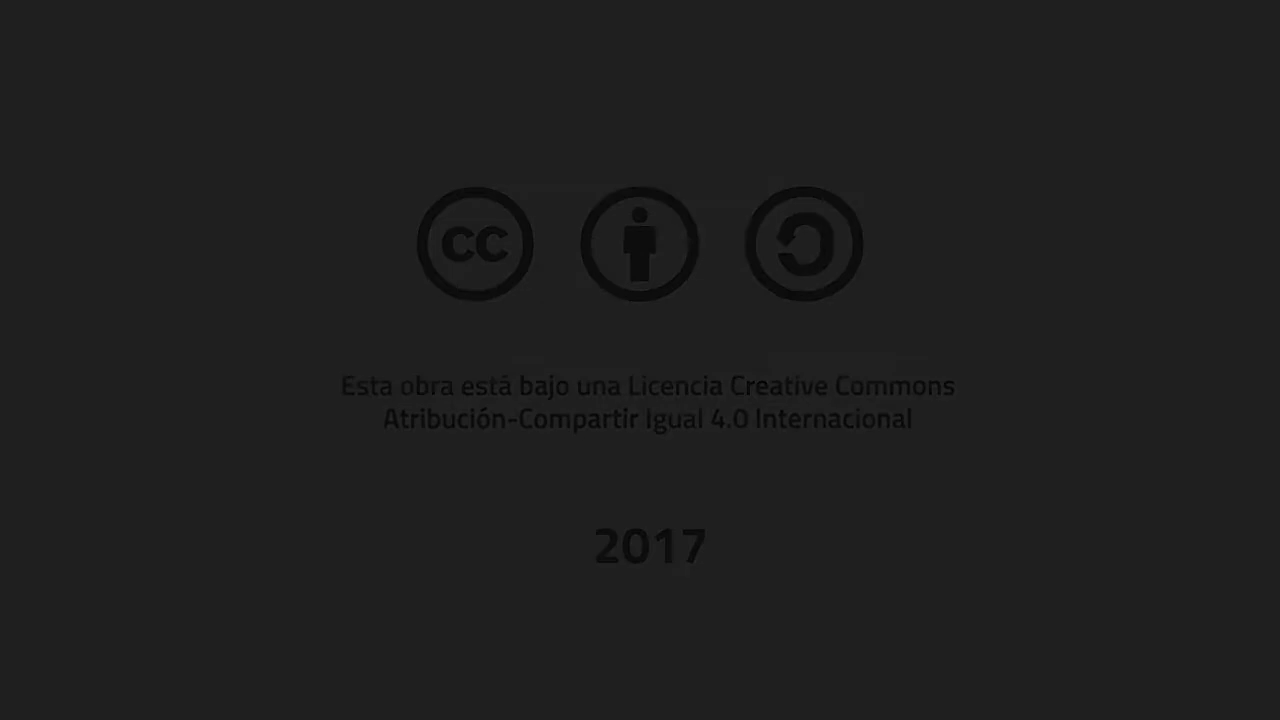 cc
Esta obra está bajo una Licencia Creative Commons
Atribución-Compartir Igual 4.0 Internacional
2017